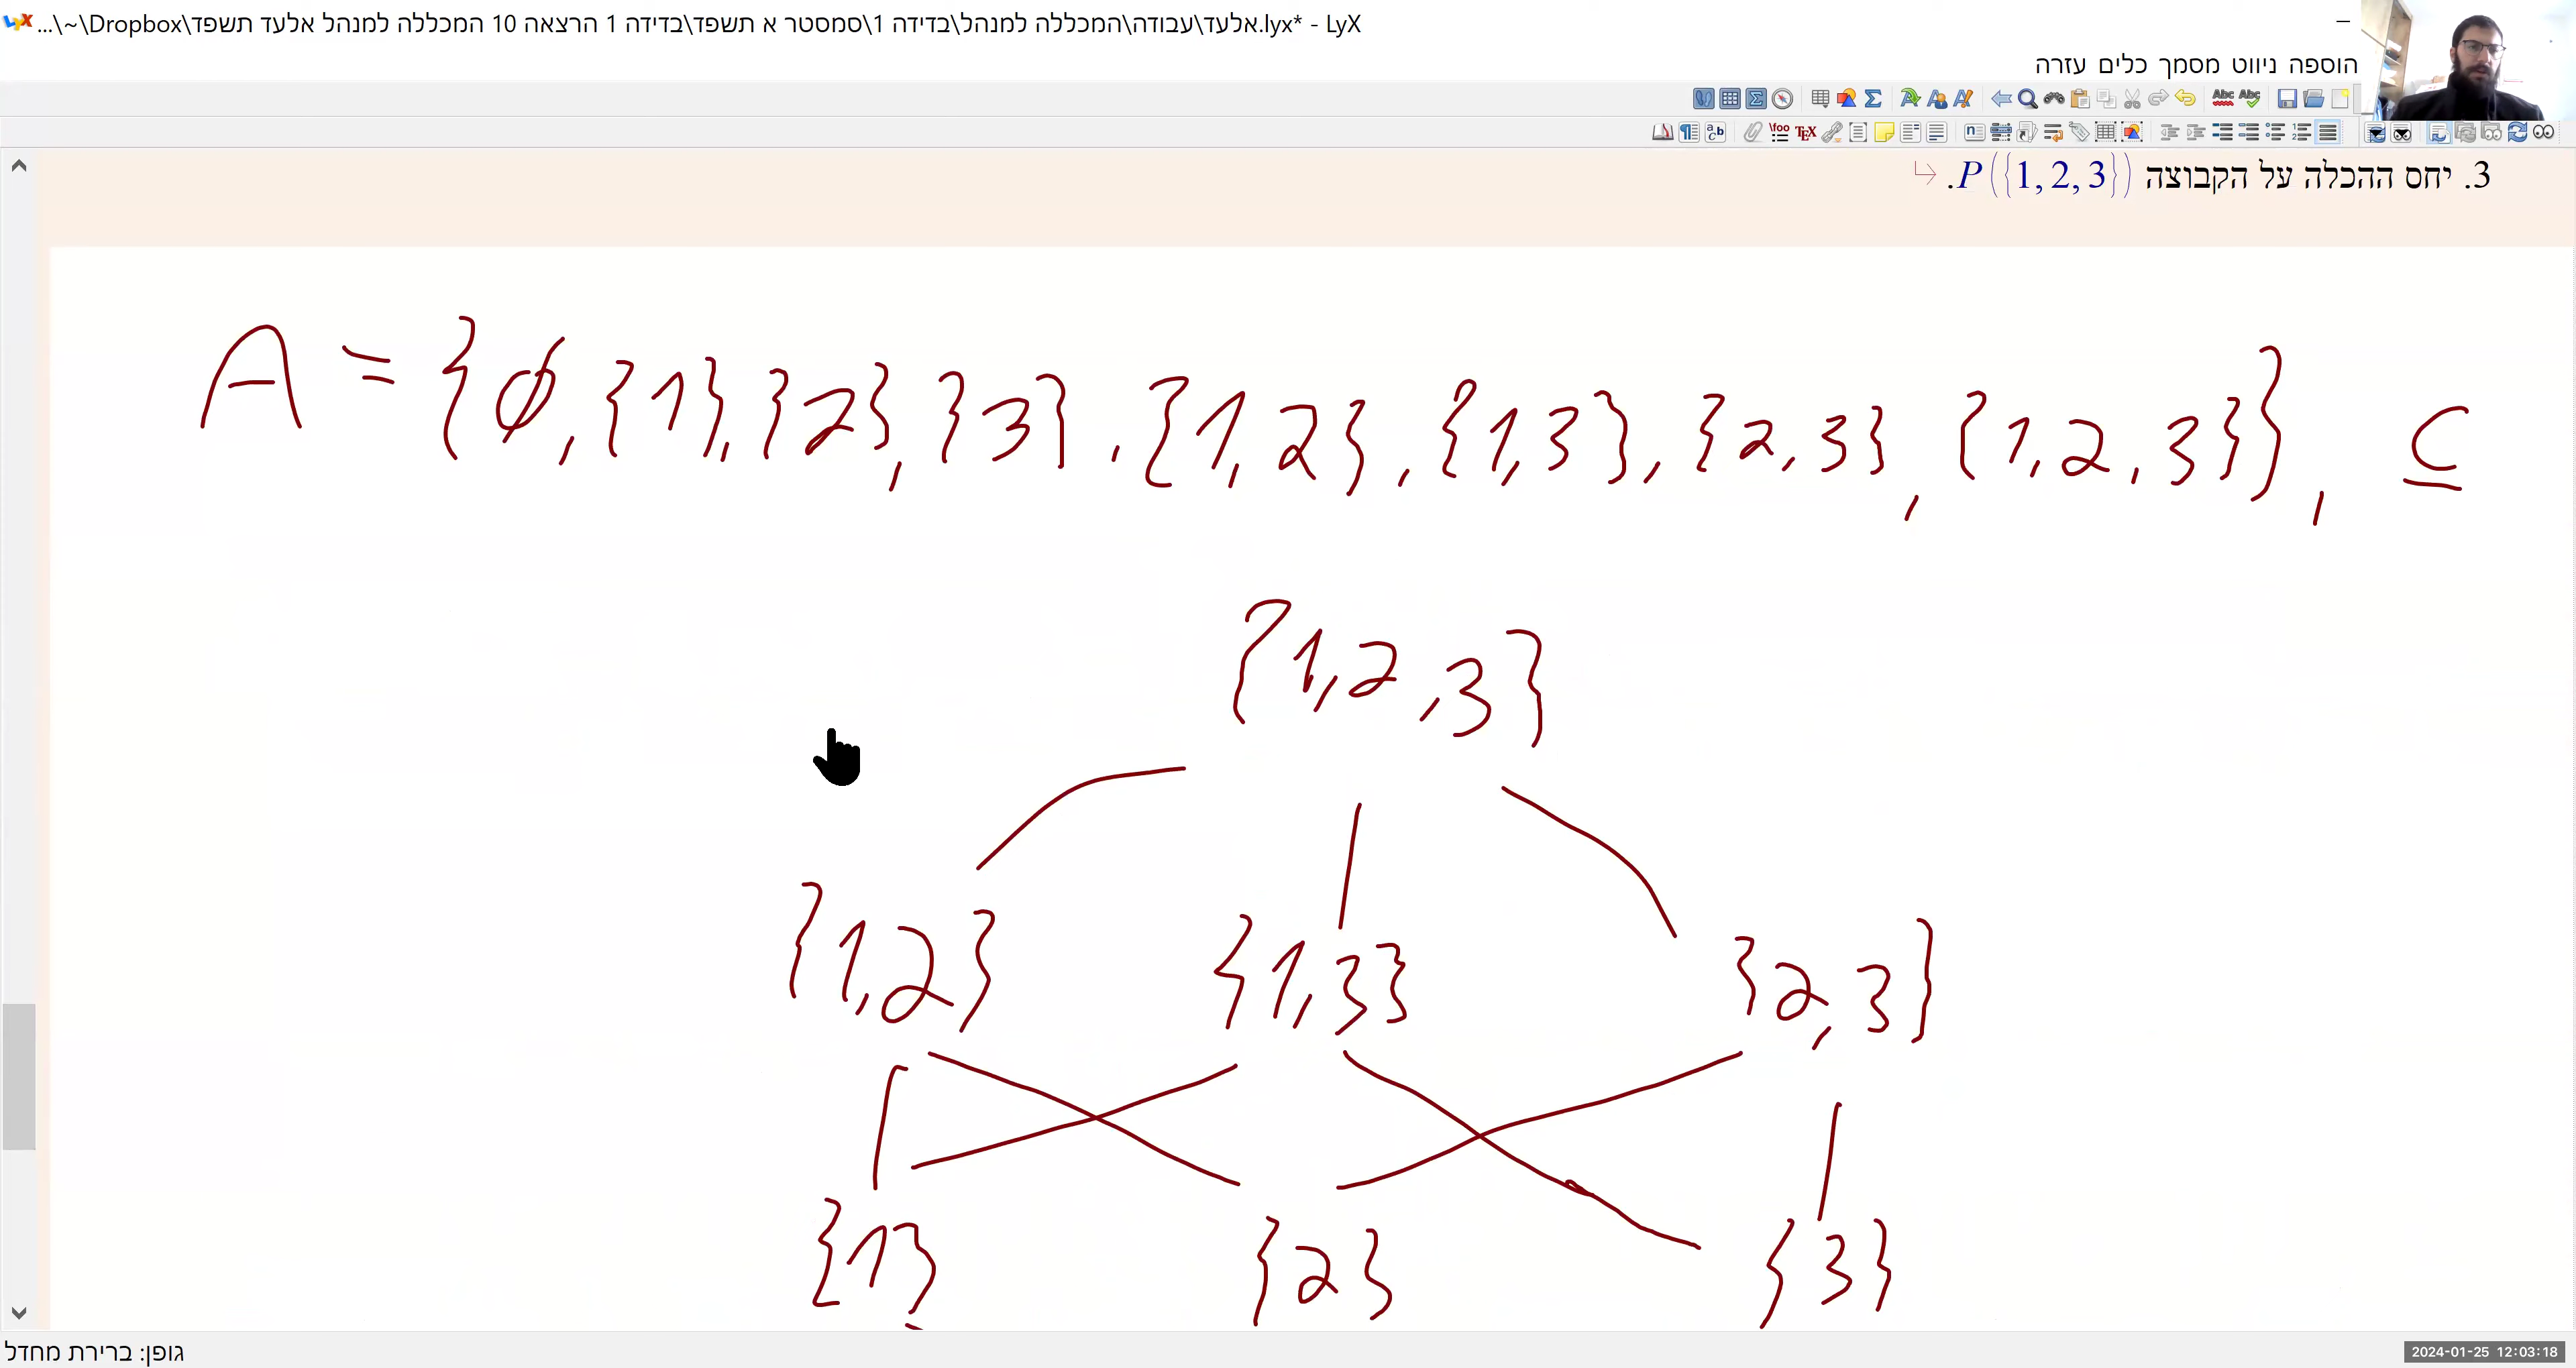 ...\~\Dropbox\אלעד\עבודה\המכללה למנהל\בדידה 1\סמסטר א תשפד\בדידה 1 הרצאה 10 המכללה למנהל אלעד תשפד.lyx* - LyX
הוספה ניווט מסמך כלים עזרה
3. יחס ההכלה על הקבוצה P({1,2,3}).
A = {∅, {1}, {2}, {3}, {1,2}, {1,3}, {2,3}, {1,2,3}}, ⊆
{1,2,3}
{1,2} {1,3} {2,3}
{1} {2} {3}
גופן: ברירת מחדל
2024-01-25 12:03:18